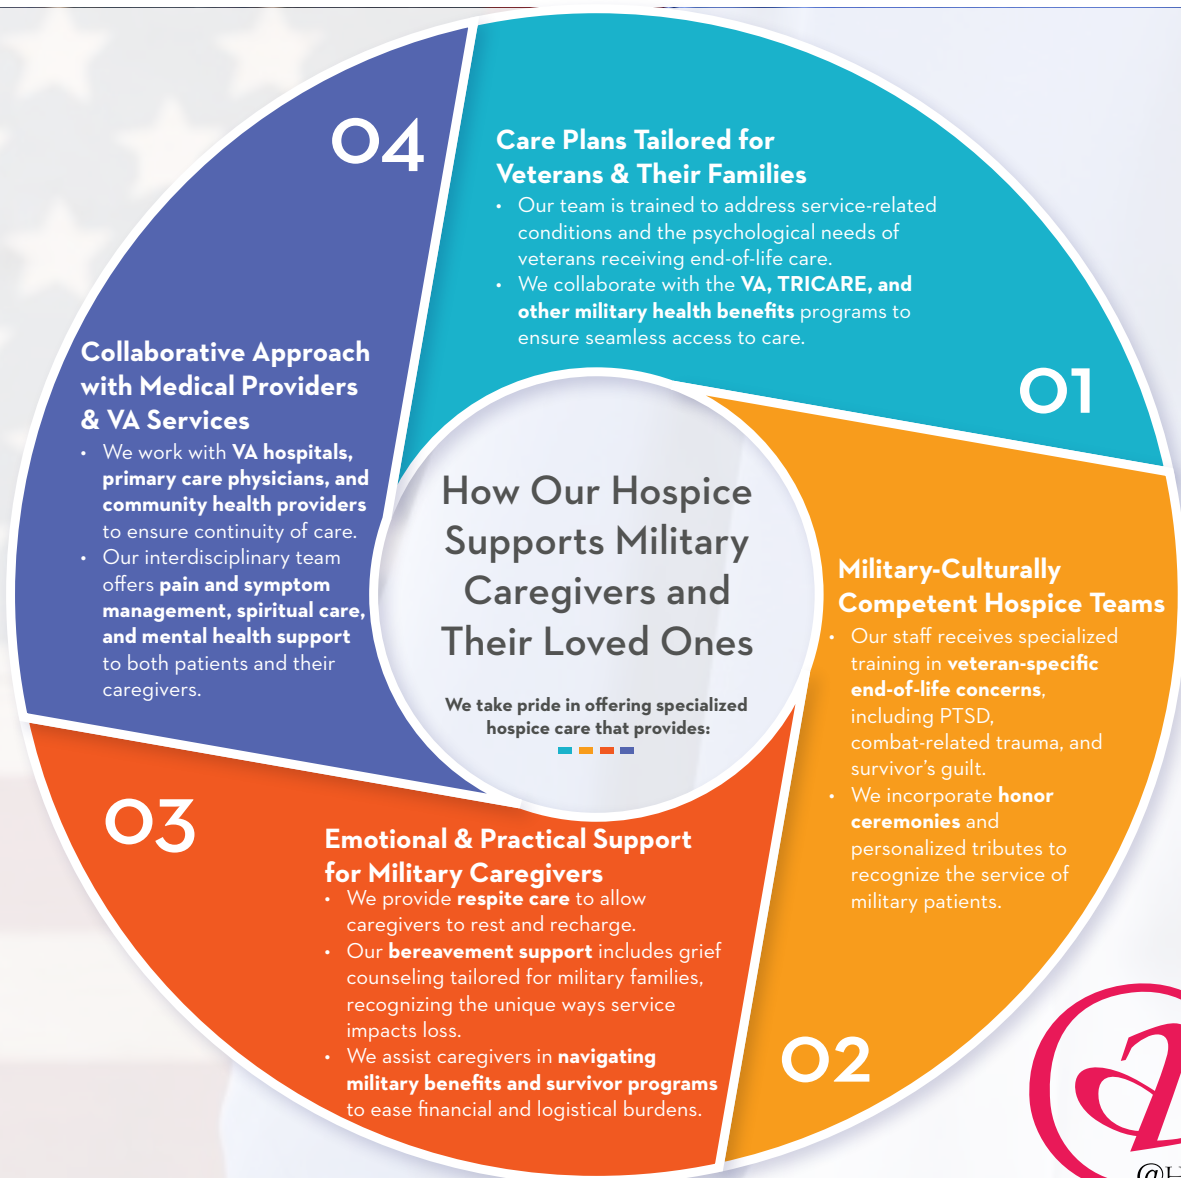 How Our Hospice
Supports Military
Caregivers and
Their Loved Ones
We take pride in offering specialized
hospice care that provides:
Care Plans Tailored for
Veterans & Their Families
• Our team is trained to address service-related
conditions and the psychological needs of
veterans receiving end-of-life care.
• We collaborate with the VA, TRICARE, and
other military health benefits programs to
ensure seamless access to care.
01
Military-Culturally
Competent Hospice Teams
• Our staff receives specialized
training in veteran-specific
end-of-life concerns,
including PTSD,
combat-related trauma, and
survivor's guilt.
• We incorporate honor
ceremonies and
personalized tributes to
recognize the service of
military patients.
02
03
Emotional & Practical Support
for Military Caregivers
• We provide respite care to allow
caregivers to rest and recharge.
• Our bereavement support includes grief
counseling tailored for military families,
recognizing the unique ways service
impacts loss.
• We assist caregivers in navigating
military benefits and survivor programs
to ease financial and logistical burdens.
04
Collaborative Approach
with Medical Providers
& VA Services
• We work with VA hospitals,
primary care physicians, and
community health providers
to ensure continuity of care.
• Our interdisciplinary team
offers pain and symptom
management, spiritual care,
and mental health support
to both patients and their
caregivers.